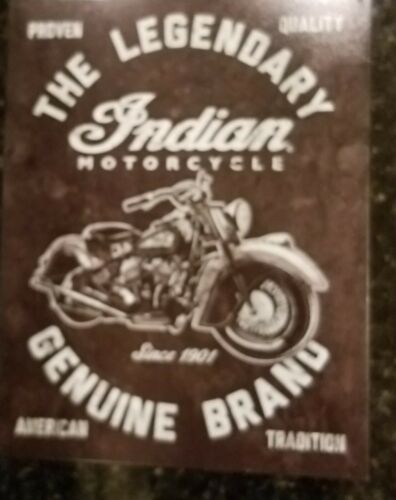 PROVEN QUALITY
THE LEGENDARY
Indian
MOTORCYCLE
Since 1901
GENUINE BRAND
AMERICAN TRADITION